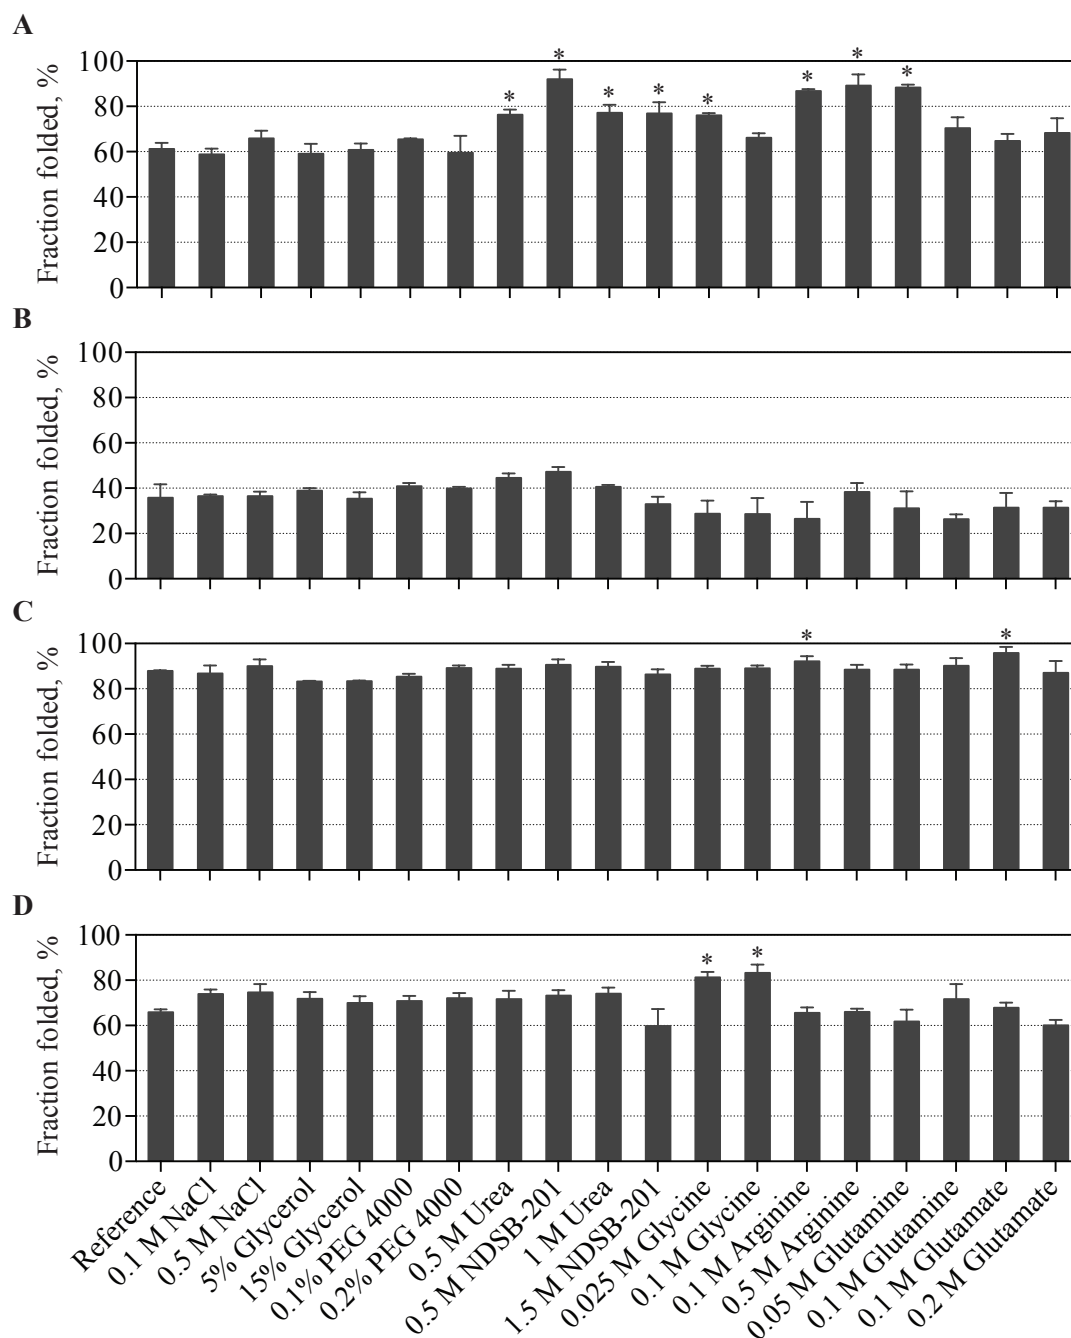 A
Fraction folded, %
100
80
60
40
20
0
* * * * * * * *
B
Fraction folded, %
100
80
60
40
20
0
C
Fraction folded, %
100
80
60
40
20
0
* *
D
Fraction folded, %
100
80
60
40
20
0
* *
Reference
0.1 M NaCl
0.5 M NaCl
5% Glycerol
15% Glycerol
0.1% PEG 4000
0.2% PEG 4000
0.5 M Urea
0.5 M NDSB-201
1 M Urea
1.5 M NDSB-201
0.025 M Glycine
0.1 M Glycine
0.1 M Arginine
0.5 M Arginine
0.05 M Glutamine
0.1 M Glutamine
0.1 M Glutamate
0.2 M Glutamate